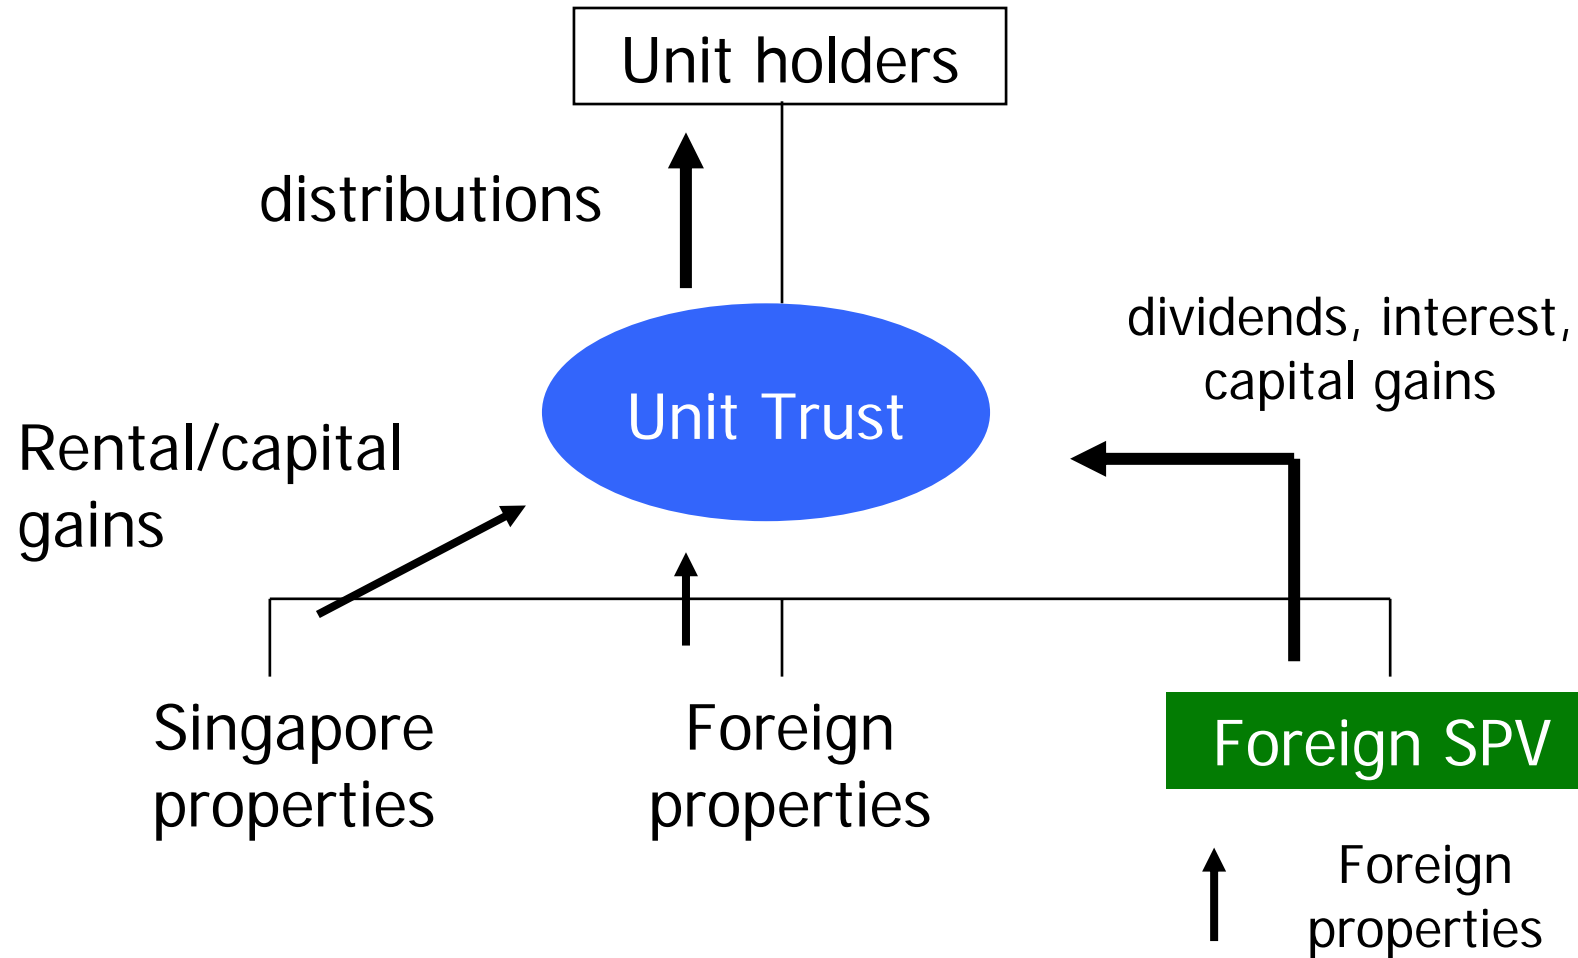 Unit holders
distributions
dividends, interest,
capital gains
Unit Trust
Rental/capital
gains
Singapore
properties
Foreign
properties
Foreign SPV
Foreign
properties